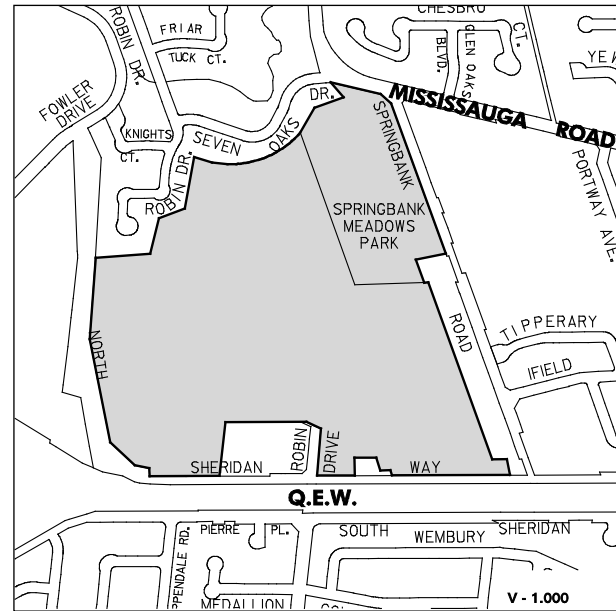 CHESBRO
CT.
ROBIN DR.
FRIAR
TUCK CT.
BLVD.
GLEN OAKS
FOWLER
DRIVE
DR.
MISSISSAUGA ROAD
KNIGHTS
CT.
SEVEN
OAKS
SPRINGBANK
PORTWAY AVE.
ROBIN DR.
SPRINGBANK
MEADOWS
PARK
NORTH
ROAD
TIPPERARY
IFIELD
SHERIDAN
ROBIN
DRIVE
WAY
Q.E.W.
PIERRE PL.
SOUTH
WEMBURY
SHERIDAN
PPENDALE RD.
MEDALLION
V - 1.000